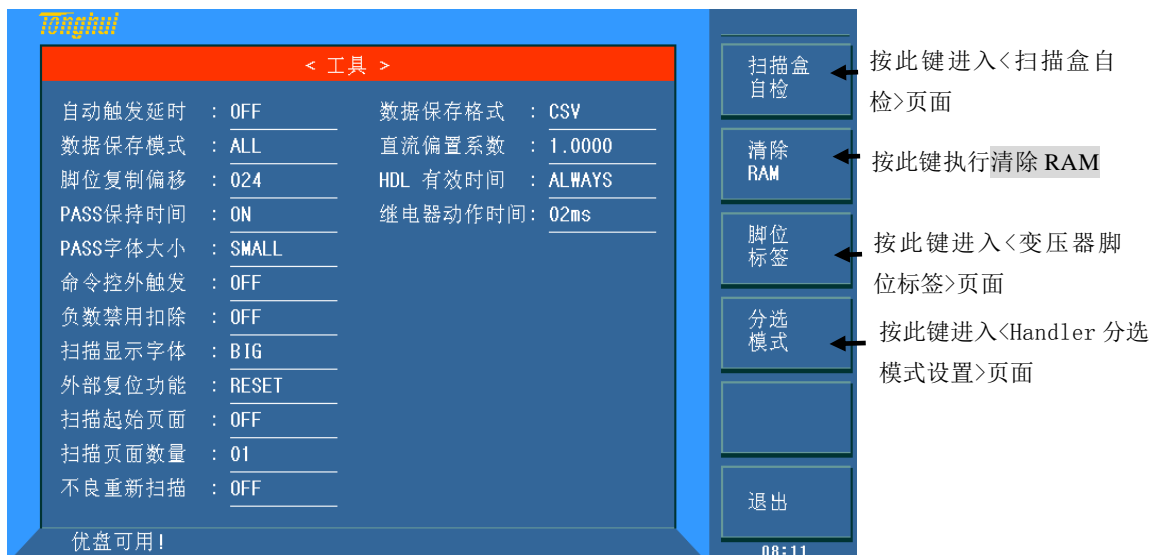 Tonghui
< 工具 >
自动触发延时 : OFF
数据保存格式 : CSV
数据保存模式 : ALL
直流偏置系数 : 1.0000
脚位复制偏移 : 024
HDL 有效时间 : ALWAYS
PASS保持时间 : ON
继电器动作时间: 02ms
PASS字体大小 : SMALL
命令控外触发 : OFF
负数禁用扣除 : OFF
扫描显示字体 : BIG
外部复位功能 : RESET
扫描起始页面 : OFF
扫描页面数量 : 01
不良重新扫描 : OFF
优盘可用!
扫描盒
自检
清除
RAM
脚位
标签
分选
模式
退出
08:11
按此键进入<扫描盒自
检>页面
按此键执行清除 RAM
按此键进入<变压器脚
位标签>页面
按此键进入<Handler 分选
模式设置>页面